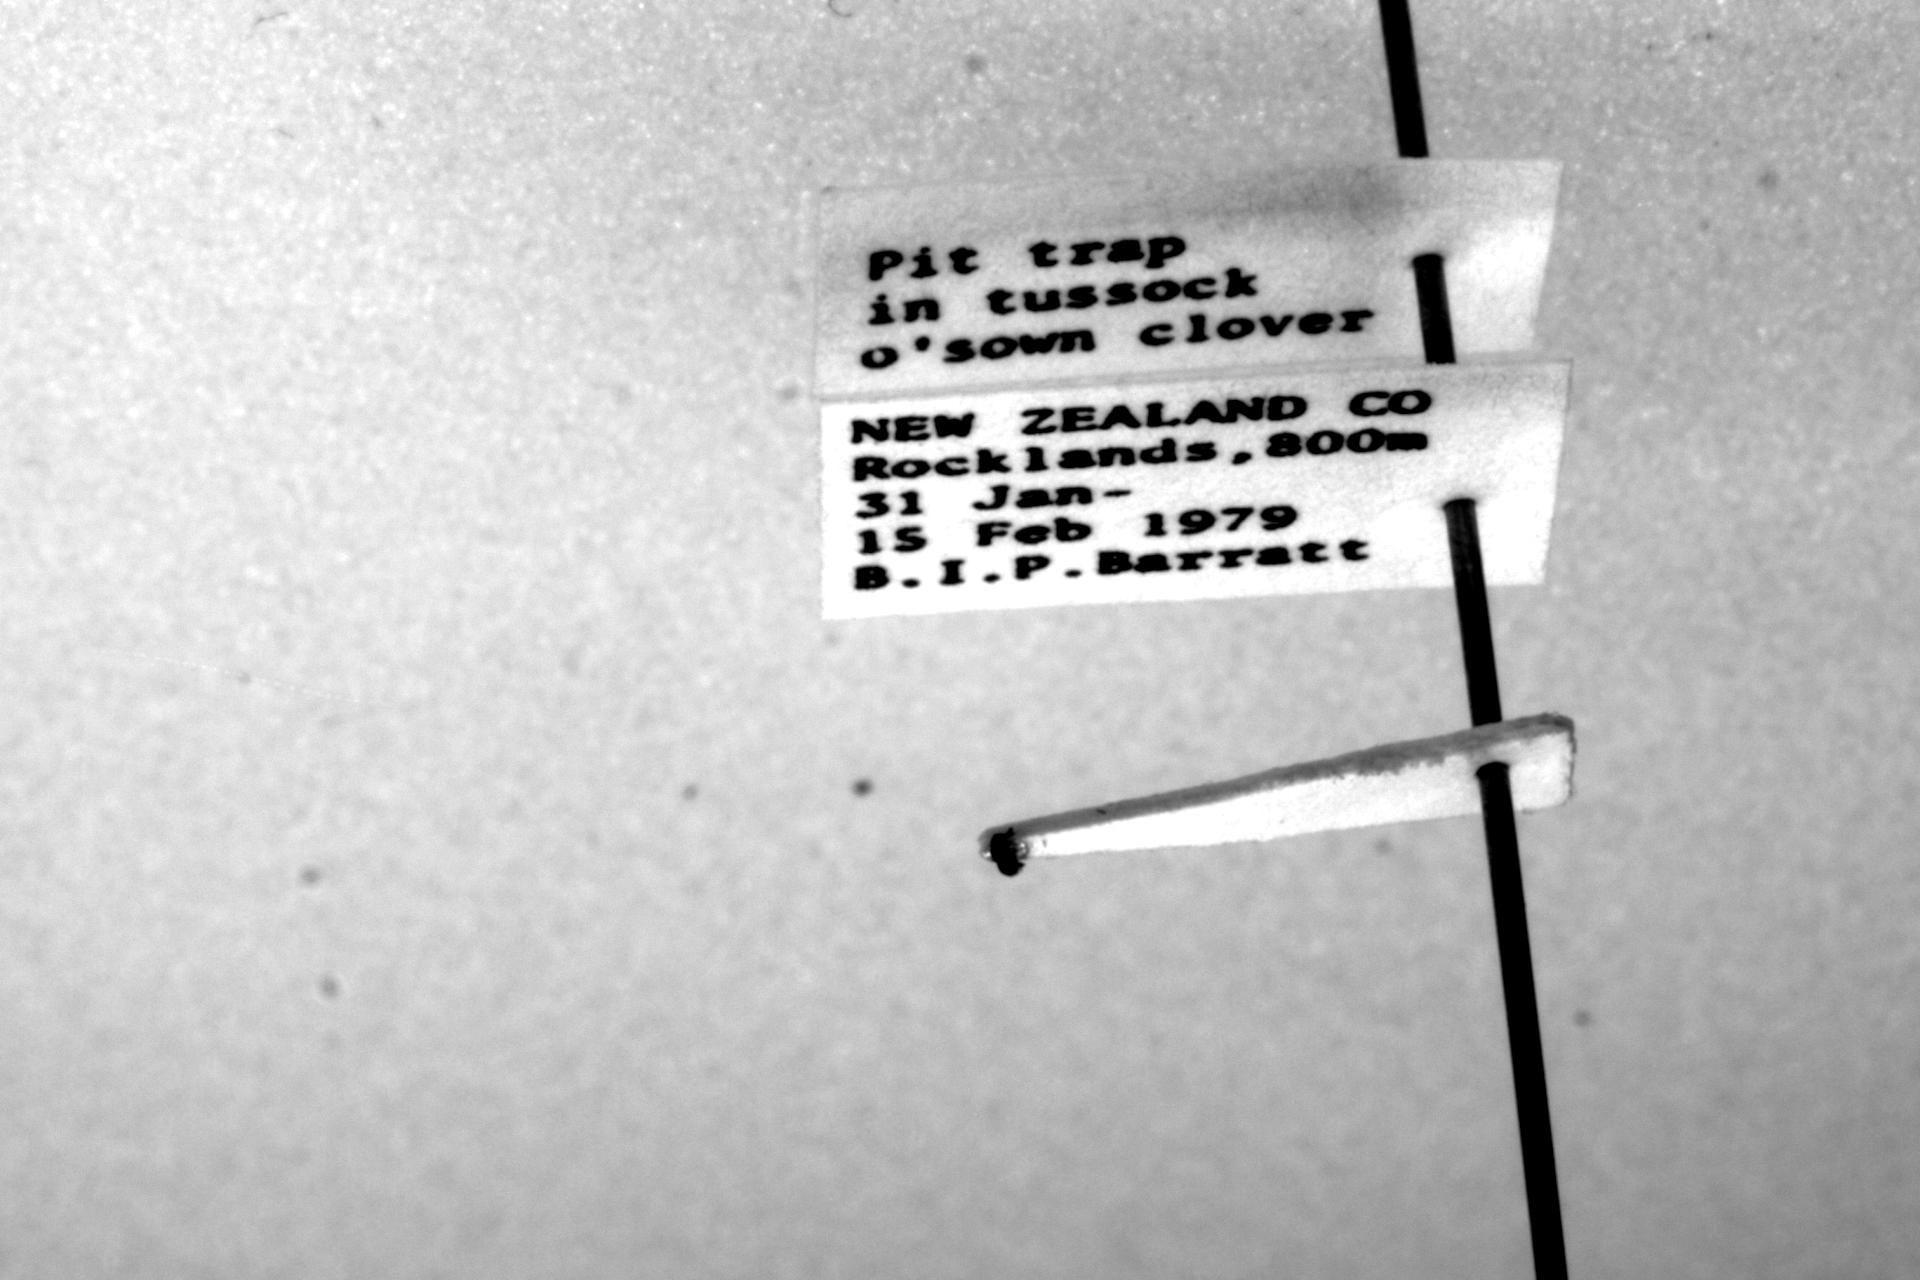 Pit trap
in tussock
o'sown clover
NEW ZEALAND CO
Rocklands,800m
31 Jan-
15 Feb 1979
B.I.P.Barratt